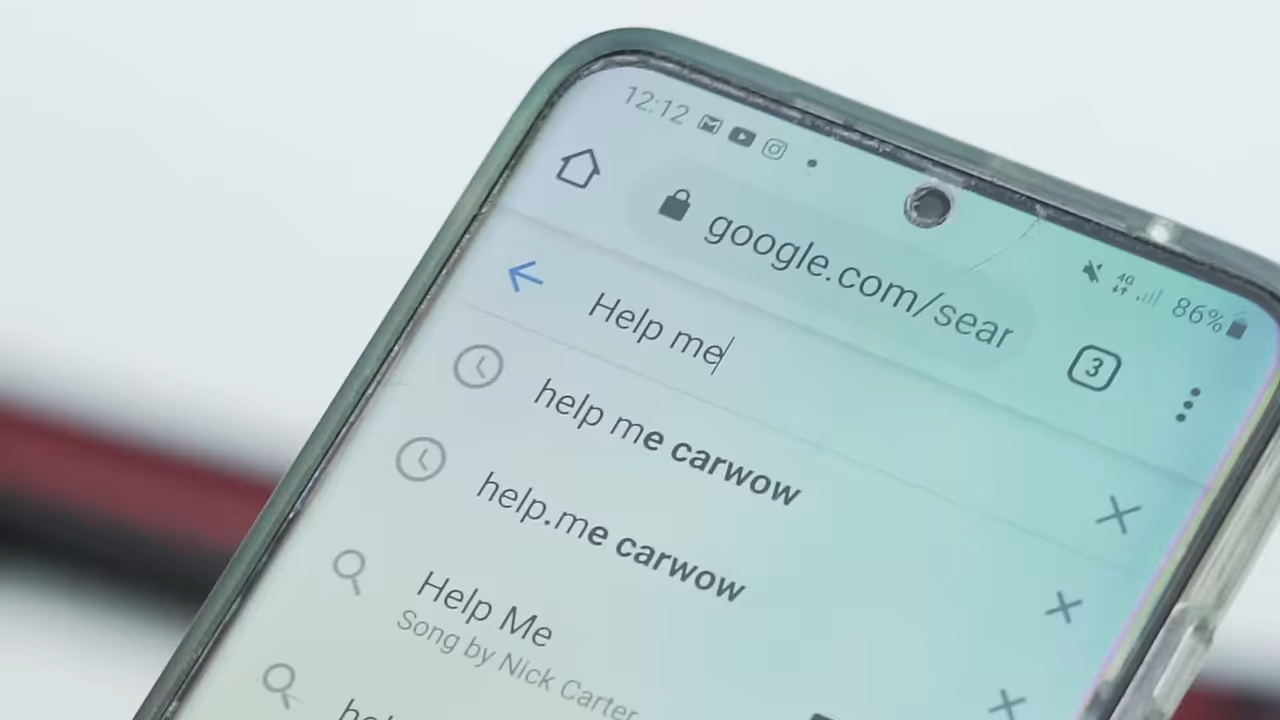 12:12
4G 86%
google.com/sear
3
Help me
help me carwow
help.me carwow
Help Me
Song by Nick Carter